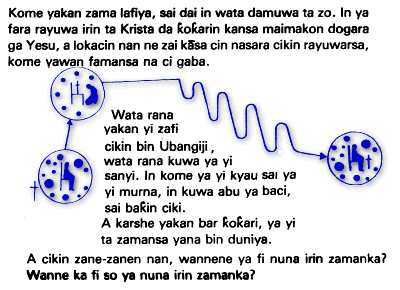 Kome yakan zama lafiya, sai dai in wata damuwa ta zo. In ya
fara rayuwa irin ta Krista da ƙoƙarin kansa maimakon dogara
ga Yesu, a lokacin nan ne zai kāsa cin nasara cikin rayuwarsa,
kome yawan famansa na ci gaba.
Wata rana
yakan yi zafi
cikin bin Ubangiji,
wata rana kuwa ya yi
sanyi. In kome ya yi kyau sai ya
yi murna, in kuwa abu ya baci,
sai baƙin ciki.
A karshe yakan bar ƙoƙari, ya yi
ta zamansa yana bin duniya.
A cikin zane-zanen nan, wannene ya fi nuna irin zamanka?
Wanne ka fi so ya nuna irin zamanka?